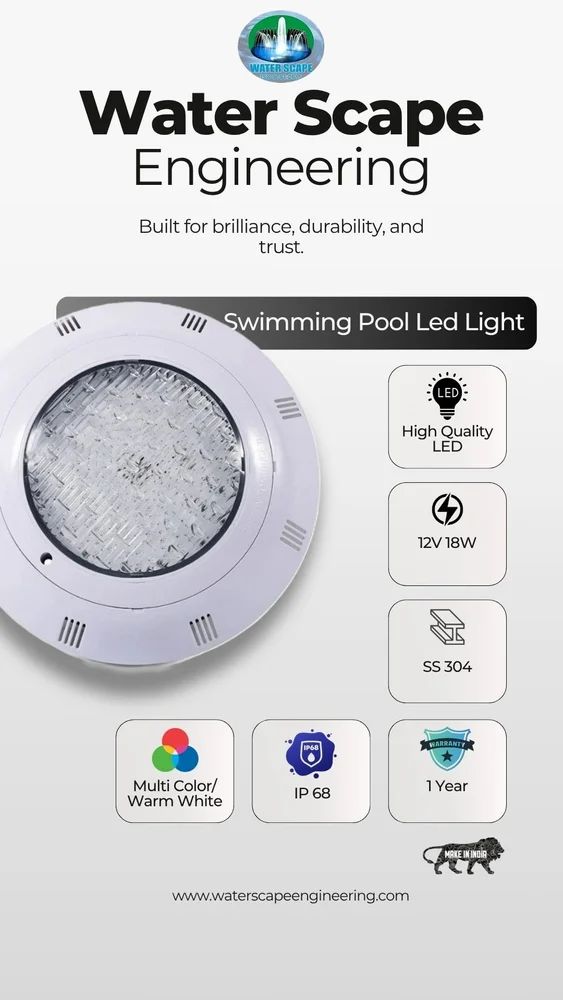 WATER SCAPE
Water Scape
Engineering
Built for brilliance, durability, and
trust.
Swimming Pool Led Light
LED
High Quality
LED
12V 18W
SS 304
Multi Color/
Warm White
IP68
IP 68
WARRANTY
1 Year
MAKE IN INDIA
www.waterscapeengineering.com